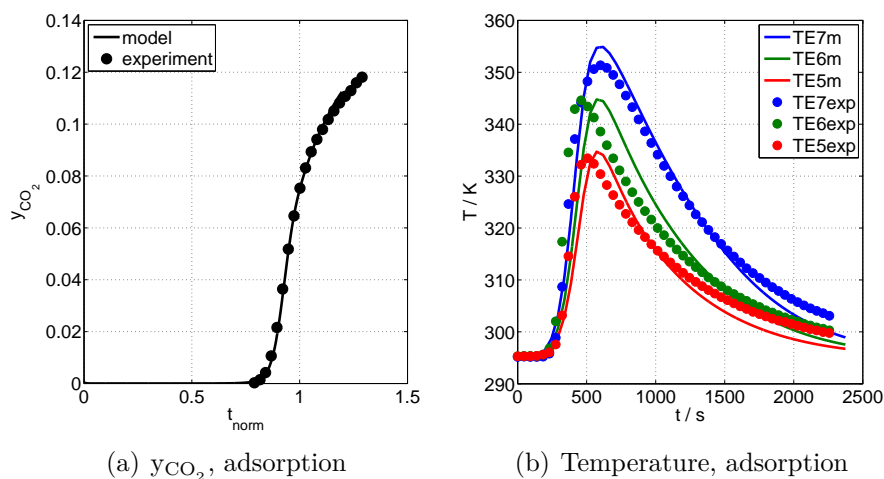 0.14
0.12
0.1
0.08
0.06
0.04
0.02
0
0
0.5
1
1.5
y_CO₂
t_norm
model
experiment
(a) y_CO₂, adsorption
360
350
340
330
320
310
300
290
0
500
1000
1500
2000
2500
T / K
t / s
TE7m
TE6m
TE5m
TE7exp
TE6exp
TE5exp
(b) Temperature, adsorption